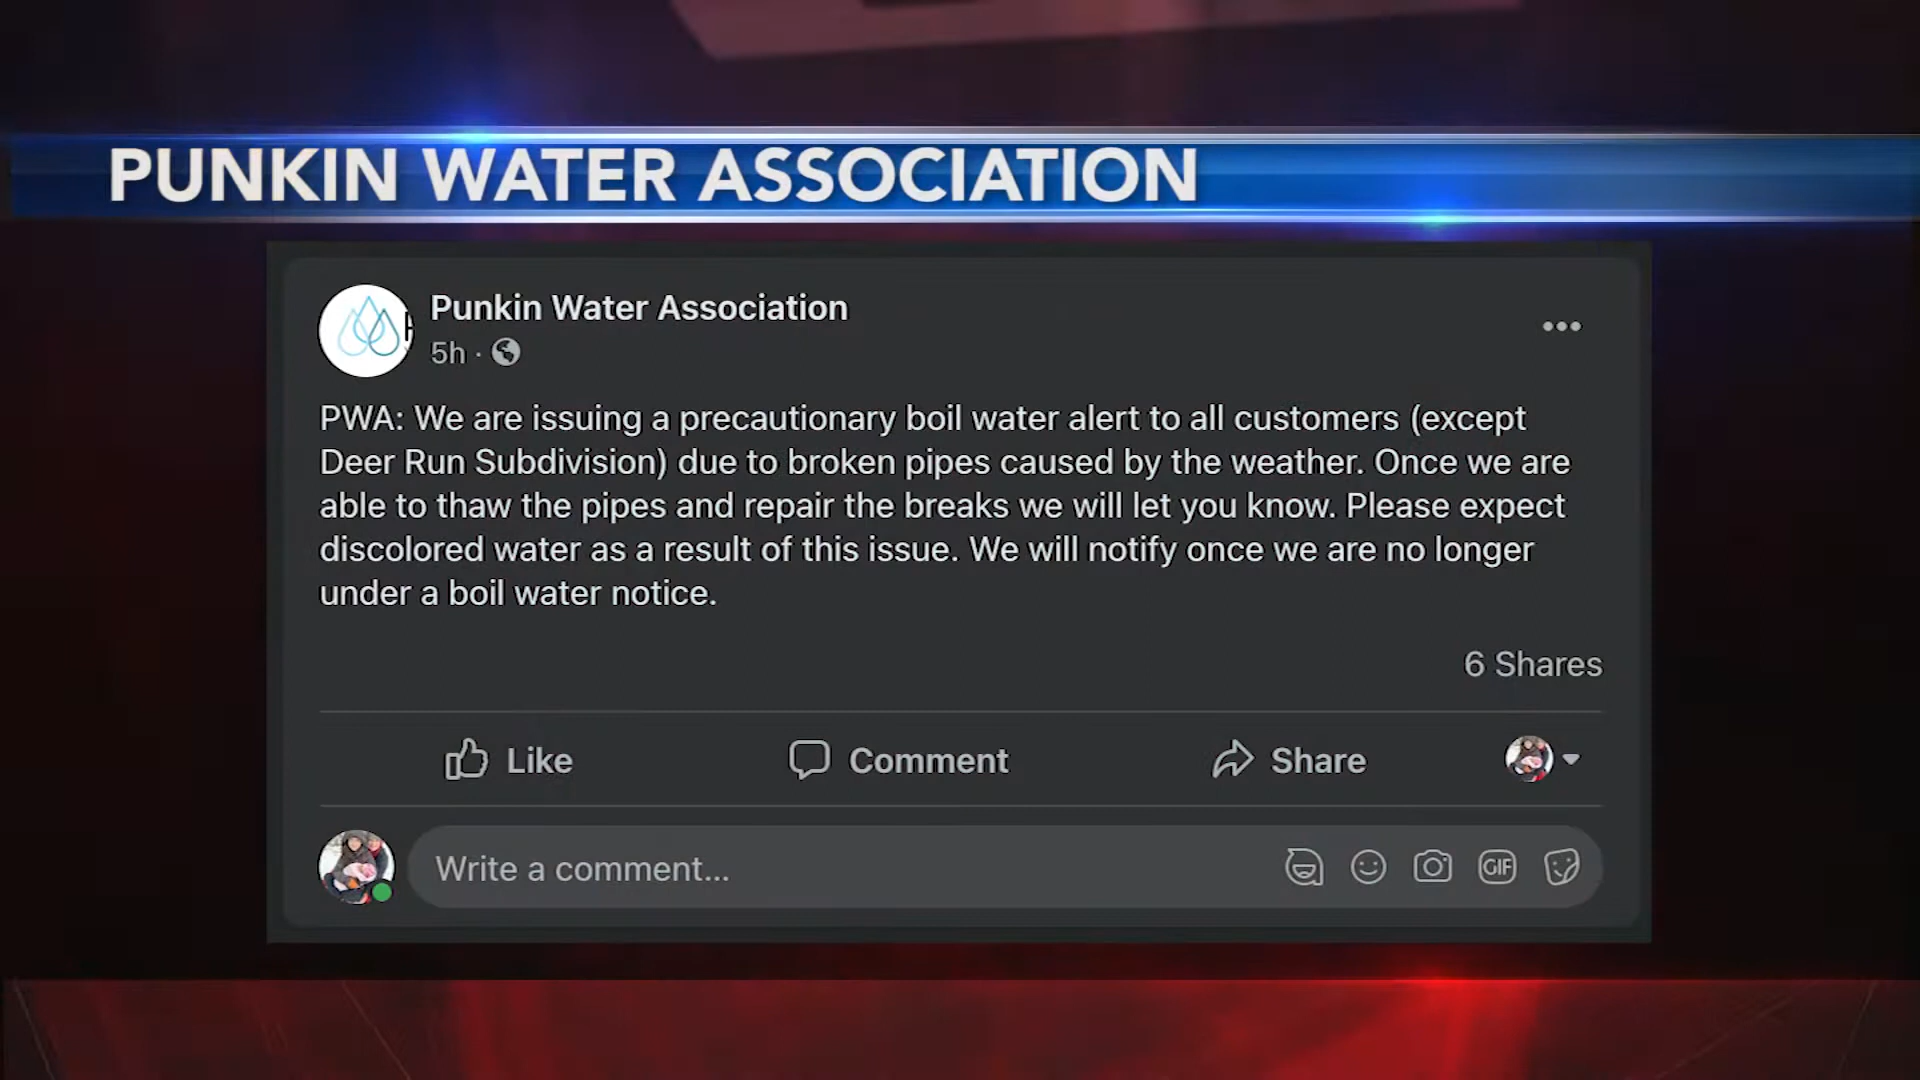 PUNKIN WATER ASSOCIATION
Punkin Water Association
5h ·
PWA: We are issuing a precautionary boil water alert to all customers (except
Deer Run Subdivision) due to broken pipes caused by the weather. Once we are
able to thaw the pipes and repair the breaks we will let you know. Please expect
discolored water as a result of this issue. We will notify once we are no longer
under a boil water notice.
6 Shares
Like Comment Share
Write a comment...
GIF